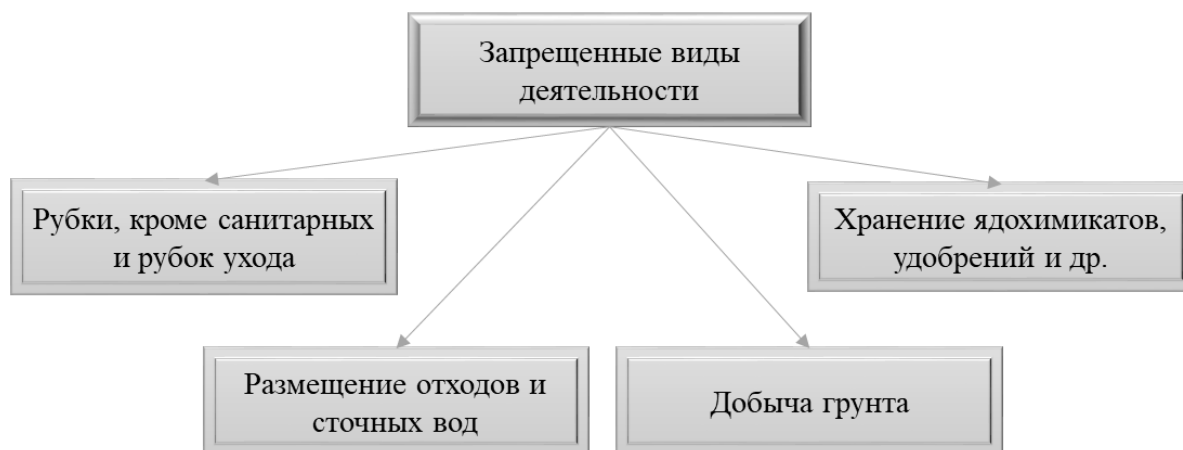 Запрещенные виды
деятельности
Рубки, кроме санитарных
и рубок ухода
Хранение ядохимикатов,
удобрений и др.
Размещение отходов и
сточных вод
Добыча грунта